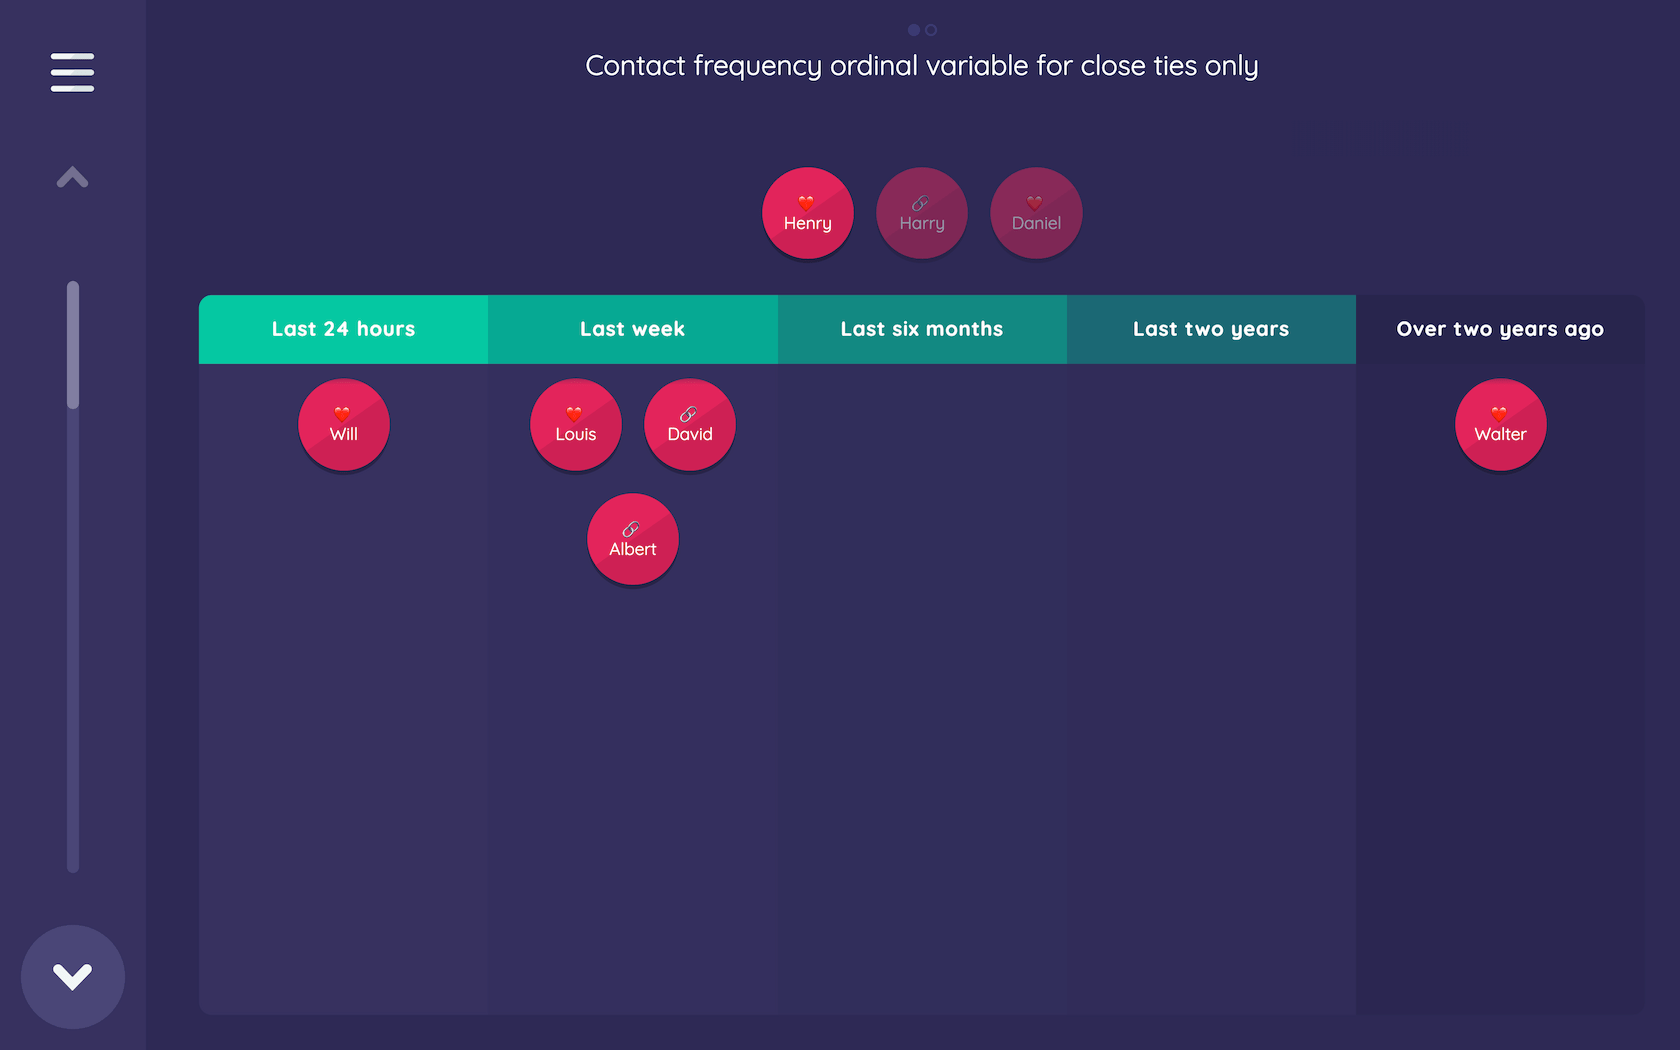 Contact frequency ordinal variable for close ties only
Henry Harry Daniel
Last 24 hours Last week Last six months Last two years Over two years ago
Will Louis David Walter
Albert